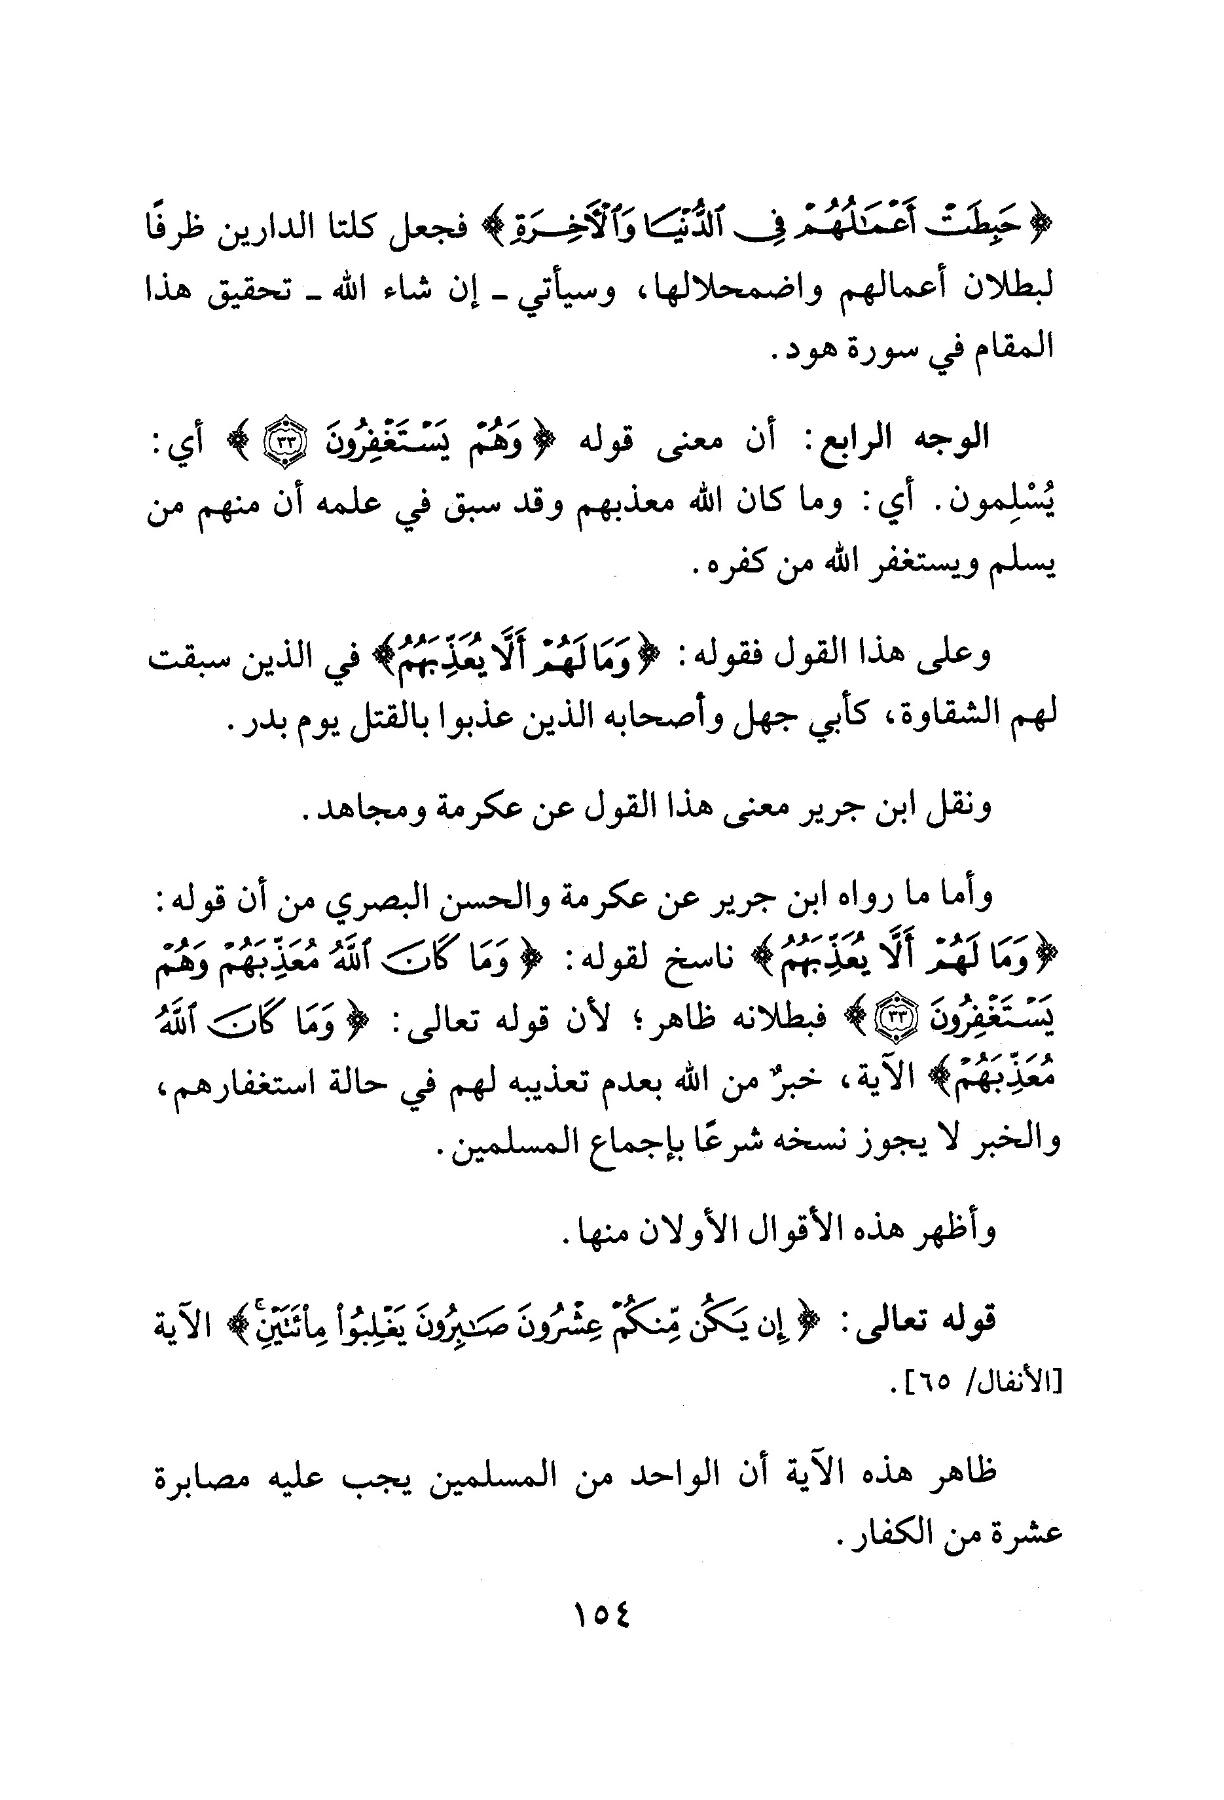 ﴿حَبِطَتۡ أَعۡمَٰلُهُمۡ فِي ٱلدُّنۡيَا وَٱلۡأٓخِرَةِ﴾ فجعل كلتا الدارين ظرفًا
لبطلان أعمالهم واضمحلالها، وسيأتي ـ إن شاء الله ـ تحقيق هذا
المقام في سورة هود.
الوجه الرابع: أن معنى قوله ﴿وَهُمۡ يَسۡتَغۡفِرُونَ ٣٣﴾ أي:
يُسْلِمون. أي: وما كان الله معذبهم وقد سبق في علمه أن منهم من
يسلم ويستغفر الله من كفره.
وعلى هذا القول فقوله: ﴿وَمَا لَهُمۡ أَلَّا يُعَذِّبَهُمُ﴾ في الذين سبقت
لهم الشقاوة، كأبي جهل وأصحابه الذين عذبوا بالقتل يوم بدر.
ونقل ابن جرير معنى هذا القول عن عكرمة ومجاهد.
وأما ما رواه ابن جرير عن عكرمة والحسن البصري من أن قوله:
﴿وَمَا لَهُمۡ أَلَّا يُعَذِّبَهُمُ﴾ ناسخ لقوله: ﴿وَمَا كَانَ ٱللَّهُ مُعَذِّبَهُمۡ وَهُمۡ
يَسۡتَغۡفِرُونَ ٣٣﴾ فبطلانه ظاهر؛ لأن قوله تعالى: ﴿وَمَا كَانَ ٱللَّهُ
مُعَذِّبَهُمۡ﴾ الآية، خبرٌ من الله بعدم تعذيبه لهم في حالة استغفارهم،
والخبر لا يجوز نسخه شرعًا بإجماع المسلمين.
وأظهر هذه الأقوال الأولان منها.
قوله تعالى: ﴿إِن يَكُن مِّنكُمۡ عِشۡرُونَ صَٰبِرُونَ يَغۡلِبُواْ مِاْئَتَيۡنِۚ﴾ الآية
[الأنفال/ ٦٥].
ظاهر هذه الآية أن الواحد من المسلمين يجب عليه مصابرة
عشرة من الكفار.
١٥٤